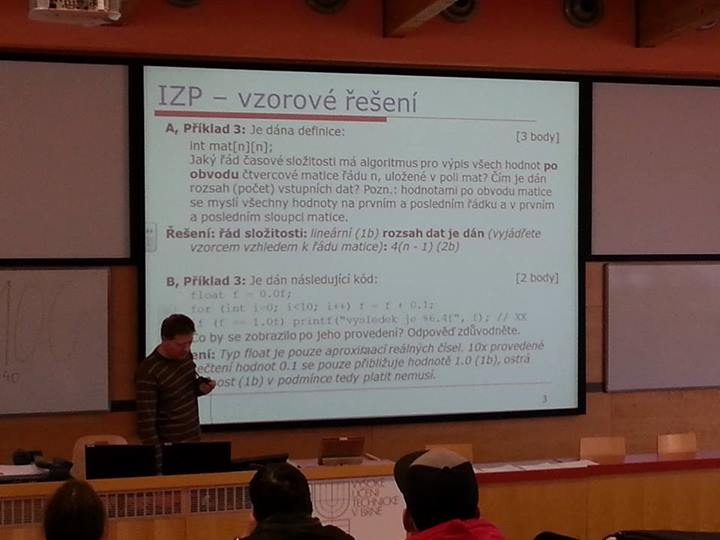 IZP – vzorové řešení
A, Příklad 3: Je dána definice: [3 body]
int mat[n][n];
Jaký řád časové složitosti má algoritmus pro výpis všech hodnot po
obvodu čtvercové matice řádu n, uložené v poli mat? Čím je dán
rozsah (počet) vstupních dat? Pozn.: hodnotami po obvodu matice
se myslí všechny hodnoty na prvním a posledním řádku a v prvním
a posledním sloupci matice.
Řešení: řád složitosti: lineární (1b) rozsah dat je dán (vyjádřete
vzorcem vzhledem k řádu matice): 4(n - 1) (2b)
B, Příklad 3: Je dán následující kód: [2 body]
float f = 0.0f;
for (int i=0; i<10; i++) f = f + 0.1;
f (f == 1.0f) printf("vysledek je %6.4f", f); // XX
Co by se zobrazilo po jeho provedení? Odpověď zdůvodněte.
ení: Typ float je pouze aproximací reálných čísel. 10x provedené
ečtení hodnot 0.1 se pouze přibližuje hodnotě 1.0 (1b), ostrá
nost (1b) v podmínce tedy platit nemusí.
3
VYSOKÉ
UČENÍ
TECHNICKÉ
V BRNĚ